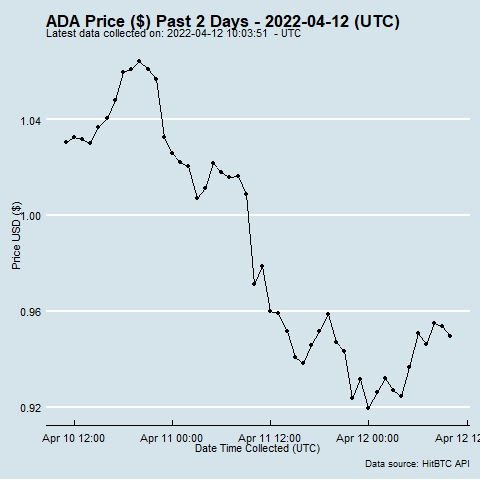 ADA Price ($) Past 2 Days - 2022-04-12 (UTC)
Latest data collected on: 2022-04-12 10:03:51 - UTC
Price USD ($)
1.04
1.00
0.96
0.92
Apr 10 12:00 Apr 11 00:00 Apr 11 12:00 Apr 12 00:00 Apr 12 12
Date Time Collected (UTC)
Data source: HitBTC API